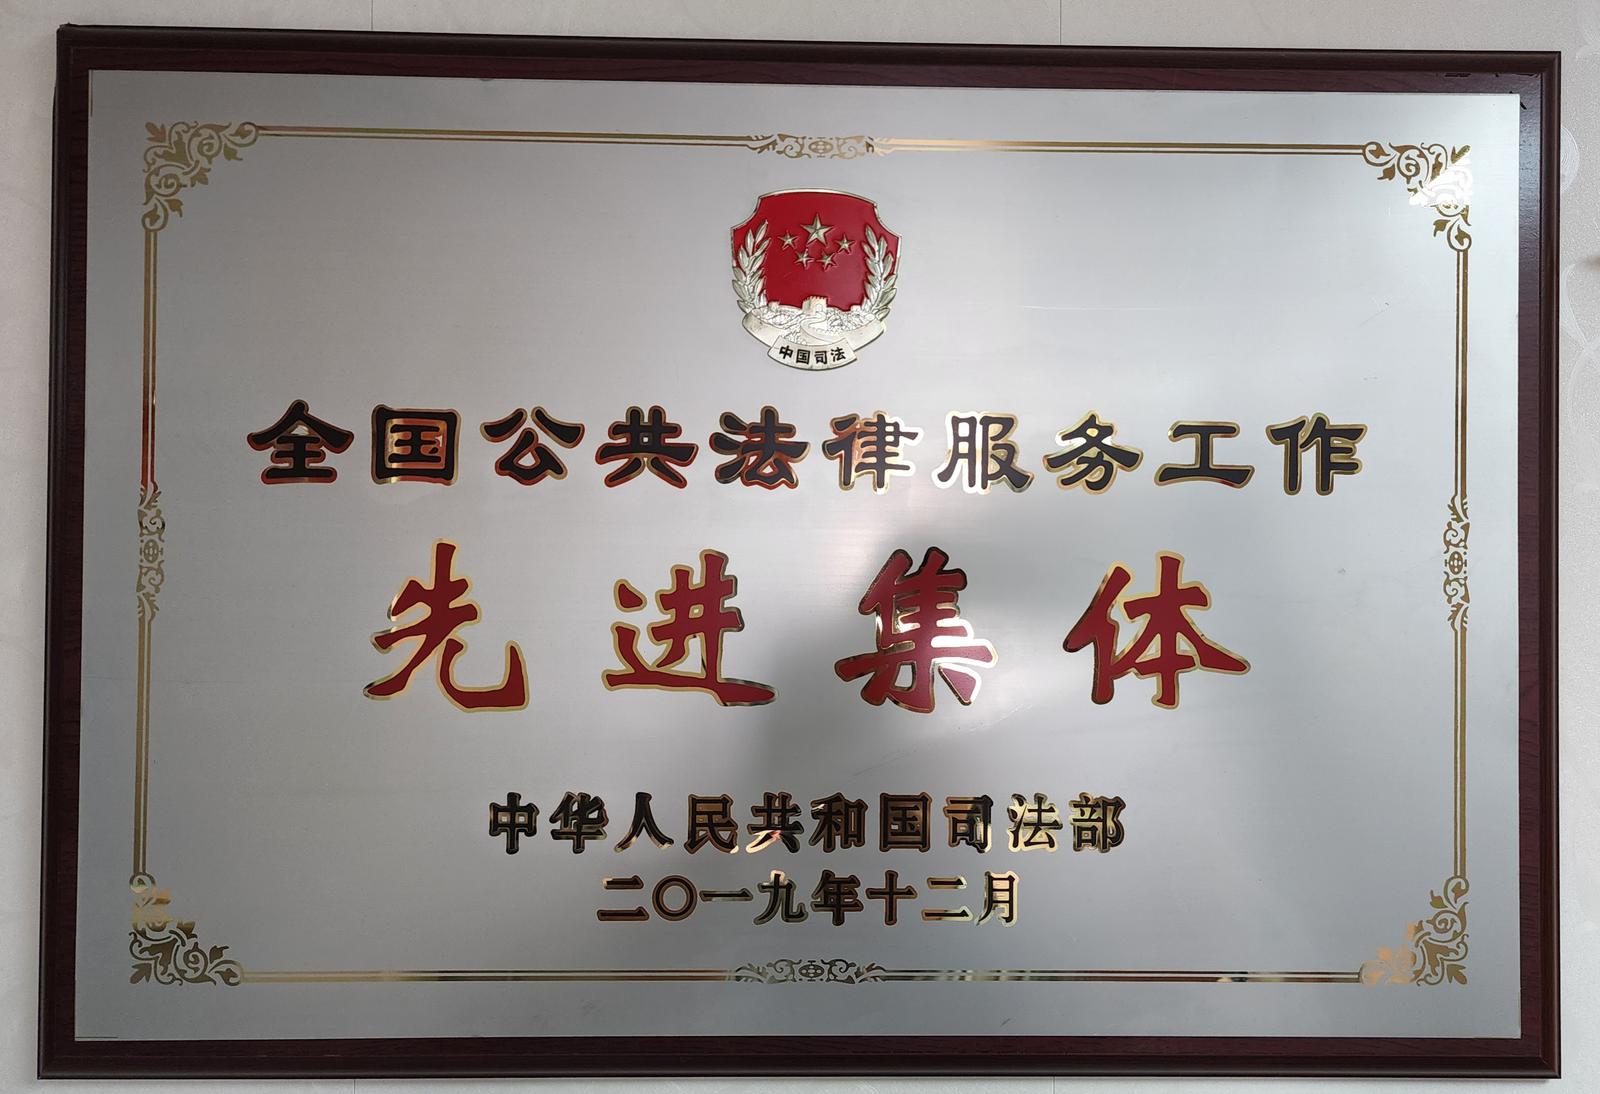 中国司法
全国公共法律服务工作
先进集体
中华人民共和国司法部
二〇一九年十二月